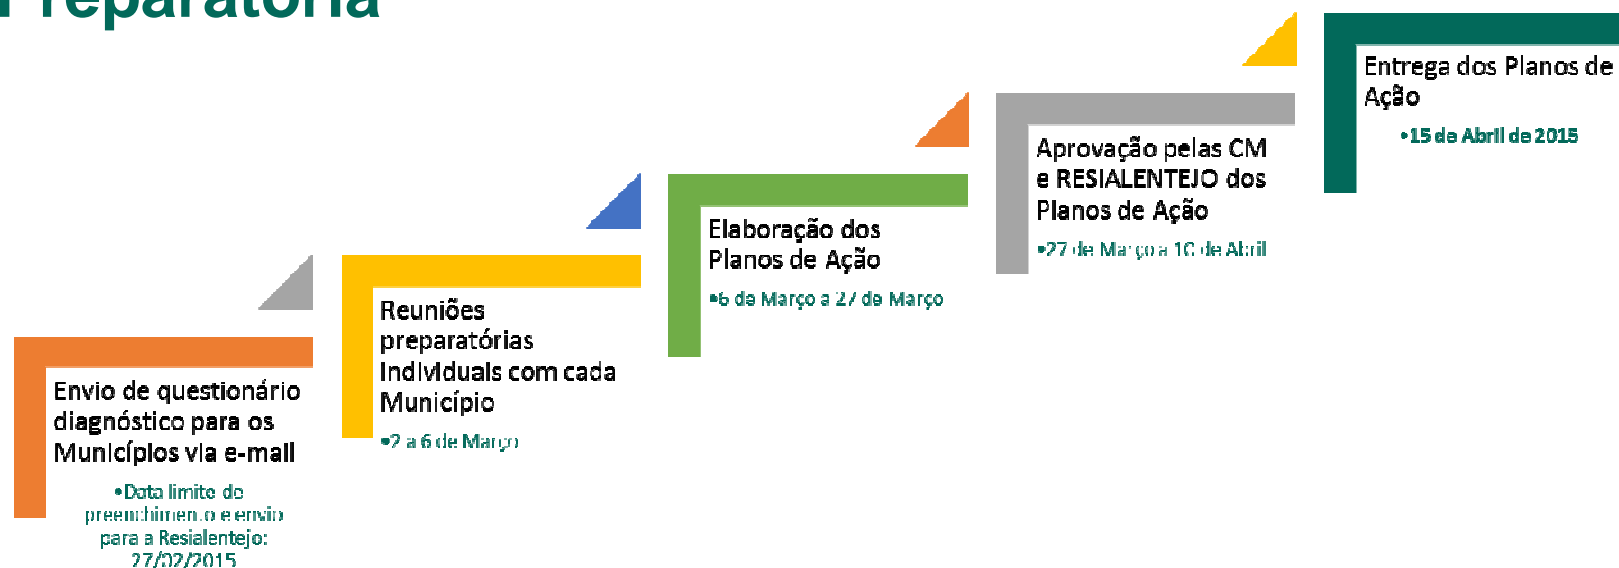 Preparatória
Envio de questionário
diagnóstico para os
Municípios via e-mail
•Data limite de
preenchimento e envio
para a Resialentejo:
27/02/2015
Reuniões
preparatórias
individuais com cada
Município
•2 a 6 de Março
Elaboração dos
Planos de Ação
•6 de Março a 27 de Março
Aprovação pelas CM
e RESIALENTEJO dos
Planos de Ação
•27 de Março a 10 de Abril
Entrega dos Planos de
Ação
•15 de Abril de 2015